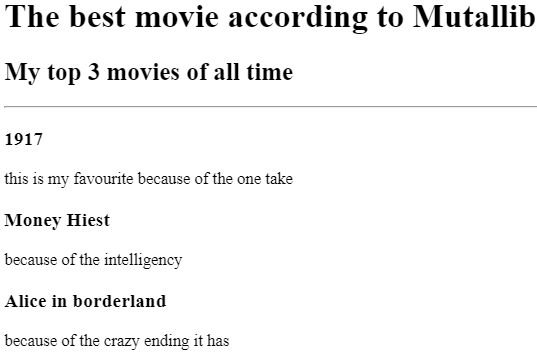 The best movie according to Mutallib
My top 3 movies of all time
1917
this is my favourite because of the one take
Money Hiest
because of the intelligency
Alice in borderland
because of the crazy ending it has